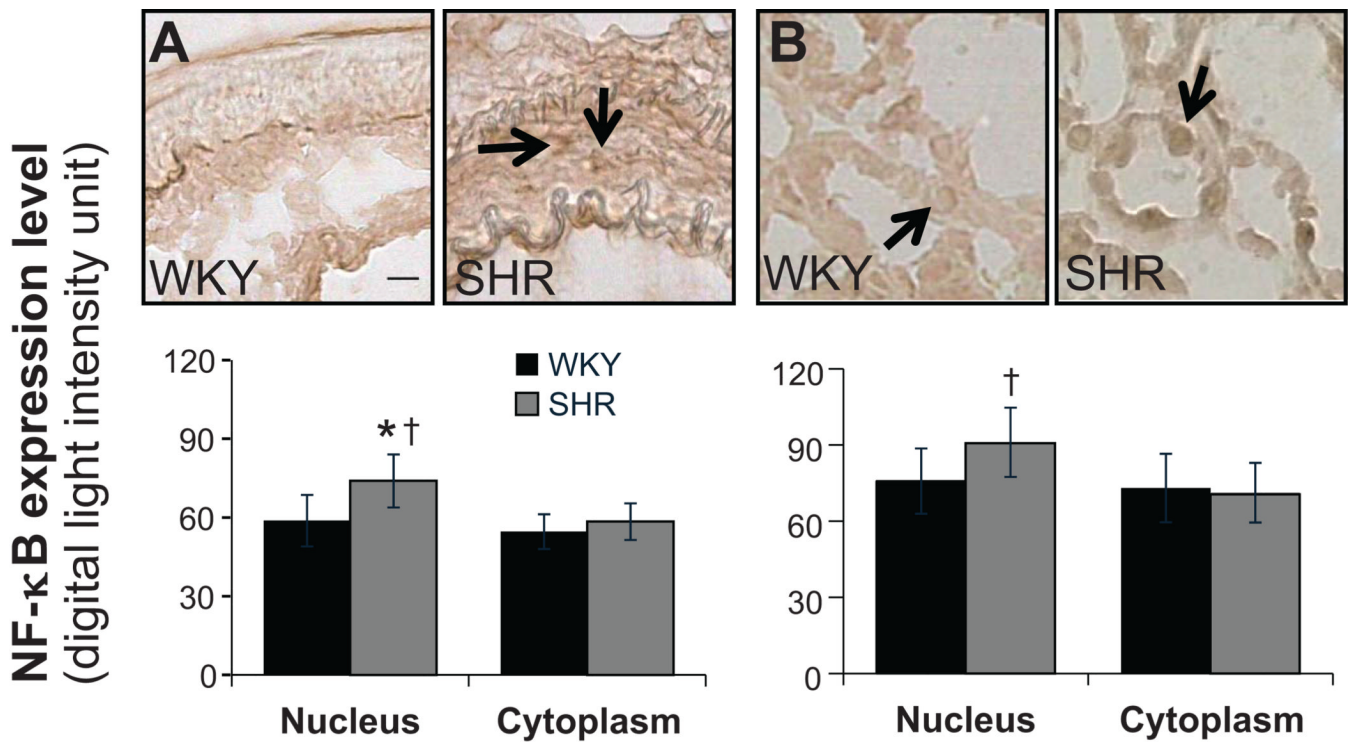 NF-κB expression level
(digital light intensity unit)
A
WKY
SHR
B
WKY
SHR
120
90
60
30
0
WKY
SHR
*†
Nucleus
Cytoplasm
120
90
60
30
0
†
Nucleus
Cytoplasm